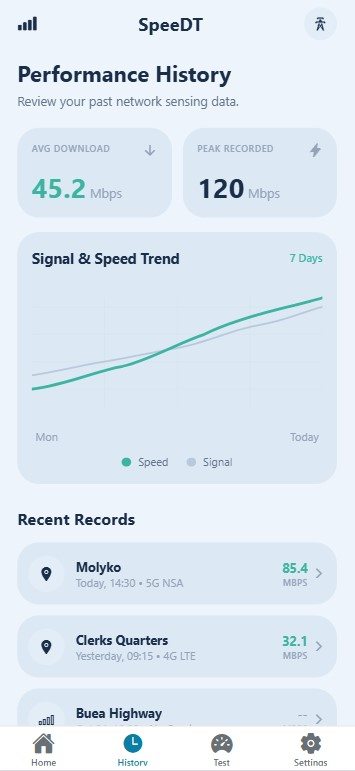 SpeeDT
Performance History
Review your past network sensing data.
AVG DOWNLOAD
45.2 Mbps
PEAK RECORDED
120 Mbps
Signal & Speed Trend
7 Days
Mon
Today
Speed
Signal
Recent Records
Molyko
Today, 14:30 • 5G NSA
85.4
MBPS
Clerks Quarters
Yesterday, 09:15 • 4G LTE
32.1
MBPS
Buea Highway
--
Home
History
Test
Settings